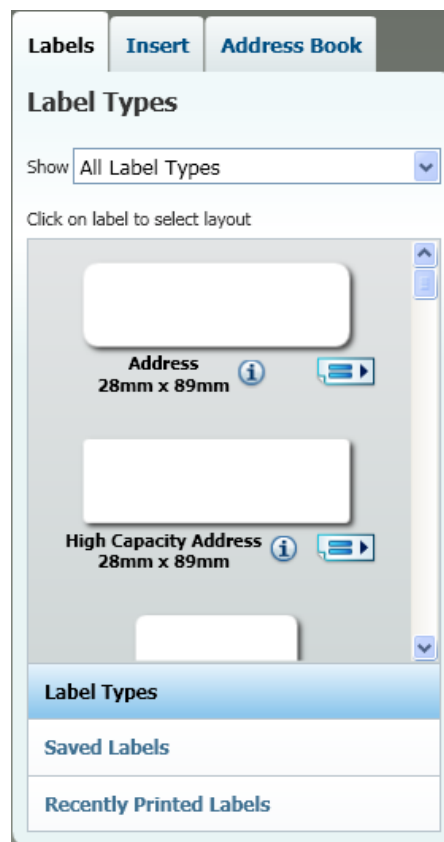 Labels Insert Address Book
Label Types
Show All Label Types
Click on label to select layout
Address
28mm x 89mm
High Capacity Address
28mm x 89mm
Label Types
Saved Labels
Recently Printed Labels